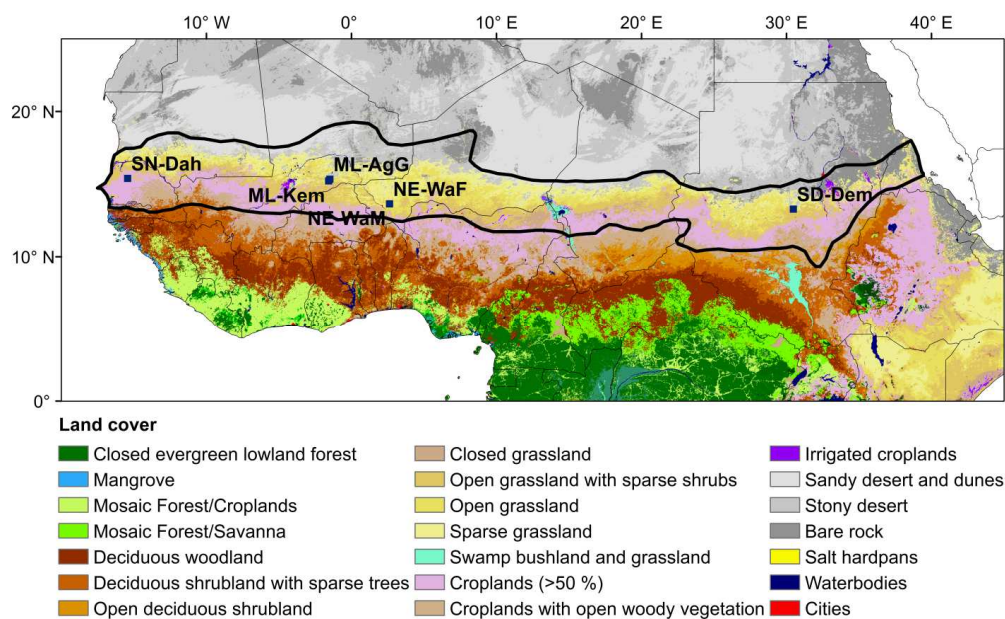 10° W 0° 10° E 20° E 30° E 40° E
20° N
SN-Dah
ML-AgG
ML-Kem
NE-WaF
SD-Dem
NE-WaM
10° N
0°
Land cover
Closed evergreen lowland forest
Mangrove
Mosaic Forest/Croplands
Mosaic Forest/Savanna
Deciduous woodland
Deciduous shrubland with sparse trees
Open deciduous shrubland
Closed grassland
Open grassland with sparse shrubs
Open grassland
Sparse grassland
Swamp bushland and grassland
Croplands (>50 %)
Croplands with open woody vegetation
Irrigated croplands
Sandy desert and dunes
Stony desert
Bare rock
Salt hardpans
Waterbodies
Cities